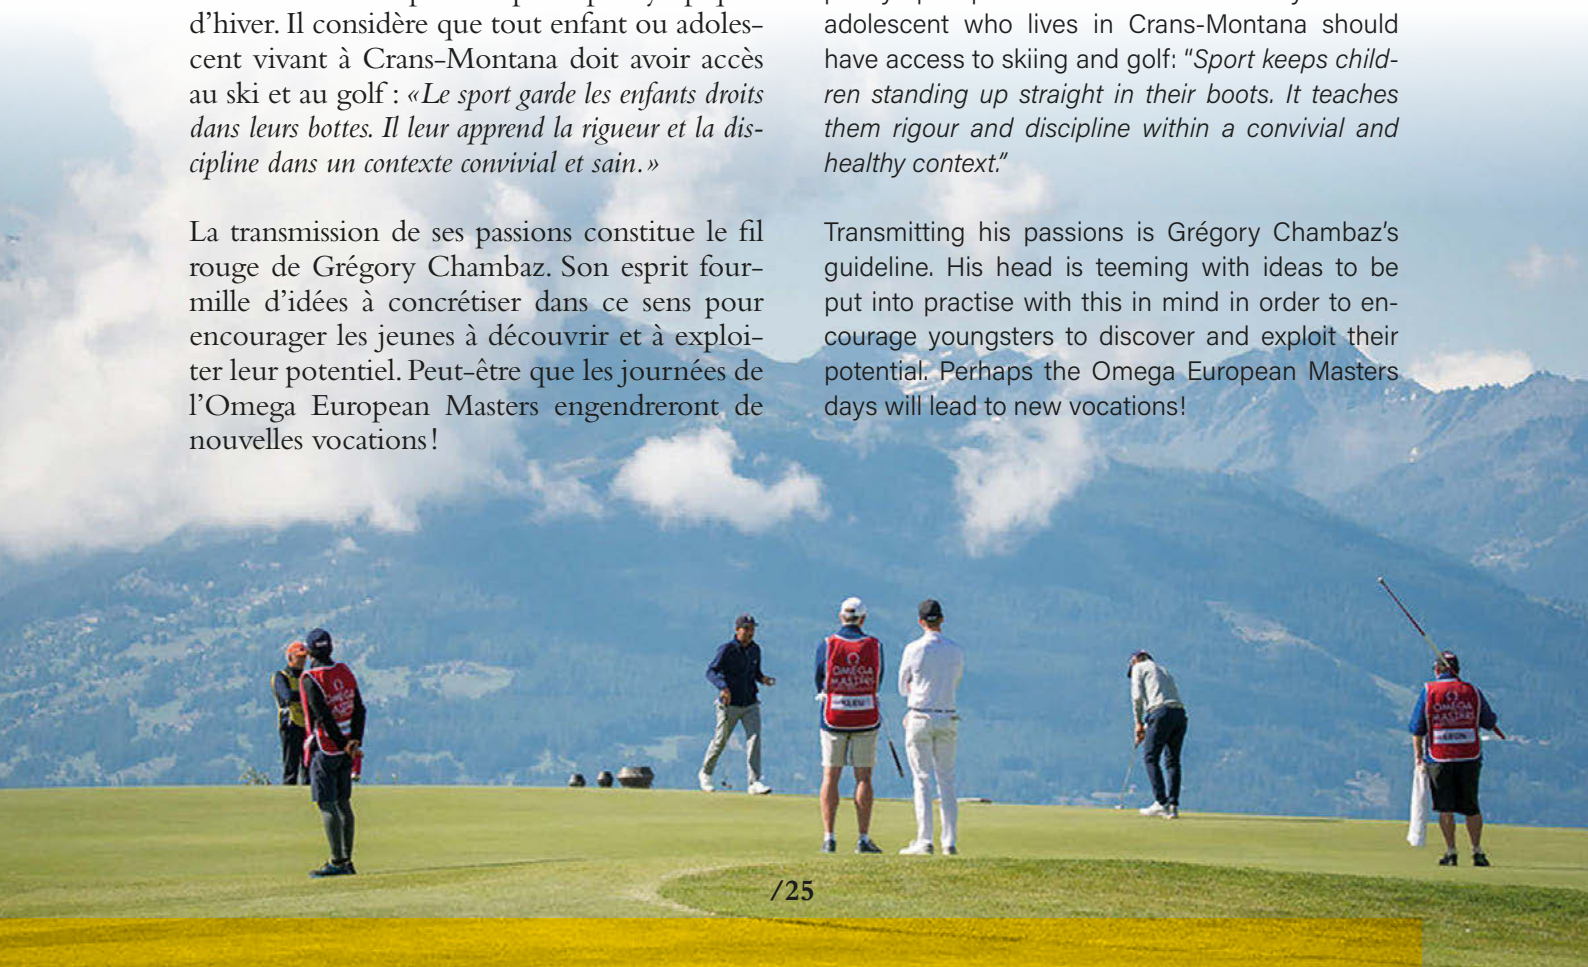 d’hiver. Il considère que tout enfant ou adoles-
cent vivant à Crans-Montana doit avoir accès
au ski et au golf : «Le sport garde les enfants droits
dans leurs bottes. Il leur apprend la rigueur et la dis-
cipline dans un contexte convivial et sain.»
La transmission de ses passions constitue le fil
rouge de Grégory Chambaz. Son esprit four-
mille d’idées à concrétiser dans ce sens pour
encourager les jeunes à découvrir et à exploi-
ter leur potentiel. Peut-être que les journées de
l’Omega European Masters engendreront de
nouvelles vocations !
adolescent who lives in Crans-Montana should
have access to skiing and golf: “Sport keeps child-
ren standing up straight in their boots. It teaches
them rigour and discipline within a convivial and
healthy context.”
Transmitting his passions is Grégory Chambaz’s
guideline. His head is teeming with ideas to be
put into practise with this in mind in order to en-
courage youngsters to discover and exploit their
potential. Perhaps the Omega European Masters
days will lead to new vocations!
OMEGA
OMEGA
MASTERS
KLEU
OMEGA
MASTERS
LEON
/25